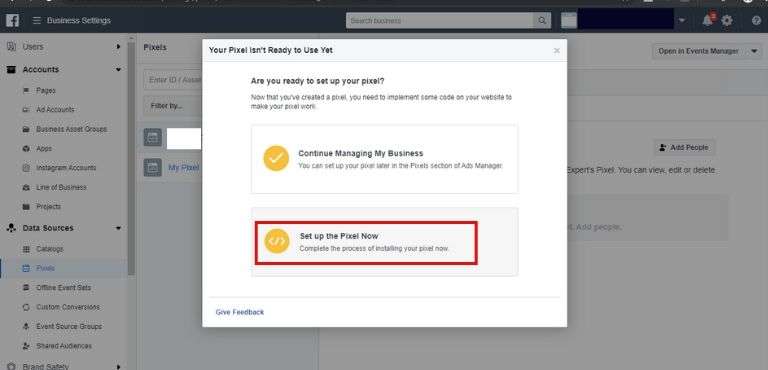 Business Settings
Search business
Users
Pixels
Your Pixel Isn't Ready to Use Yet
Open in Events Manager
Accounts
Enter ID / Asset
Are you ready to set up your pixel?
Now that you've created a pixel, you need to implement some code on your website to
make your pixel work.
Pages
Ad Accounts
Filter by...
Business Asset Groups
Apps
Continue Managing My Business
You can set up your pixel later in the Pixels section of Ads Manager.
Add People
Instagram Accounts
My Pixel
Expert's Pixel. You can view, edit or delete
Line of Business
Projects
Data Sources
Set up the Pixel Now
Complete the process of installing your pixel now.
. Add people.
Catalogs
Pixels
Offline Event Sets
Custom Conversions
Give Feedback
Event Source Groups
Shared Audiences
Brand Safety